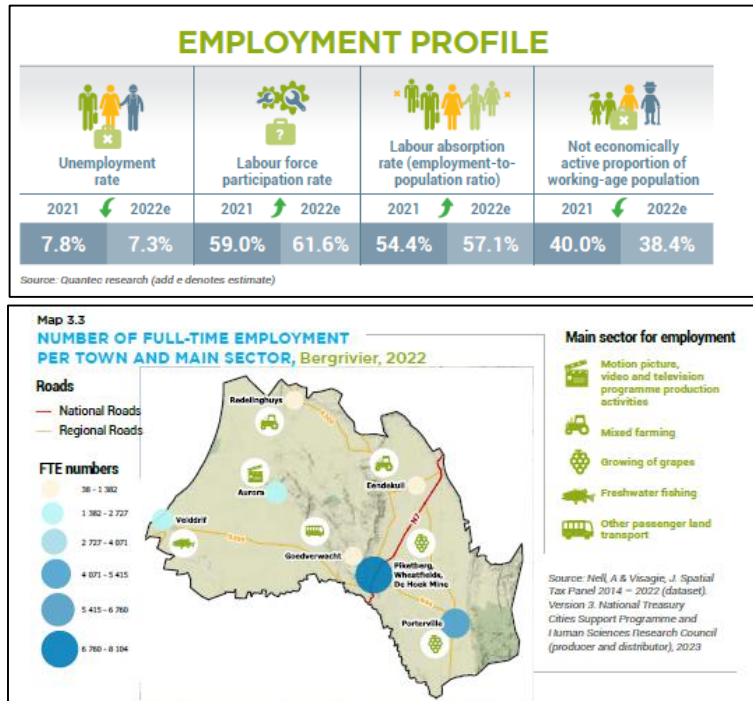 EMPLOYMENT PROFILE
Unemployment
rate
2021 2022e
7.8% 7.3%
Labour force
participation rate
2021 2022e
59.0% 61.6%
Labour absorption
rate (employment-to-
population ratio)
2021 2022e
54.4% 57.1%
Not economically
active proportion of
working-age population
2021 2022e
40.0% 38.4%
Source: Quantec research (add e denotes estimate)
Map 3.3
NUMBER OF FULL-TIME EMPLOYMENT
PER TOWN AND MAIN SECTOR, Bergrivier, 2022
Roads
National Roads
Regional Roads
FTE numbers
38 – 1 382
1 382 – 2 727
2 727 – 4 071
4 071 – 5 415
5 415 – 6 760
6 760 – 8 104
Redelinghuys
Aurora
Eendekuil
Velddrif
Goedverwacht
N7
Piketberg,
Wheatfields,
De Hoek Mine
Porterville
Main sector for employment
Motion picture,
video and television
programme production
activities
Mixed farming
Growing of grapes
Freshwater fishing
Other passenger land
transport
Source: Nell, A & Visagie, J. Spatial
Tax Panel 2014 – 2022 (dataset).
Version 3. National Treasury
Cities Support Programme and
Human Sciences Research Council
(producer and distributor), 2023